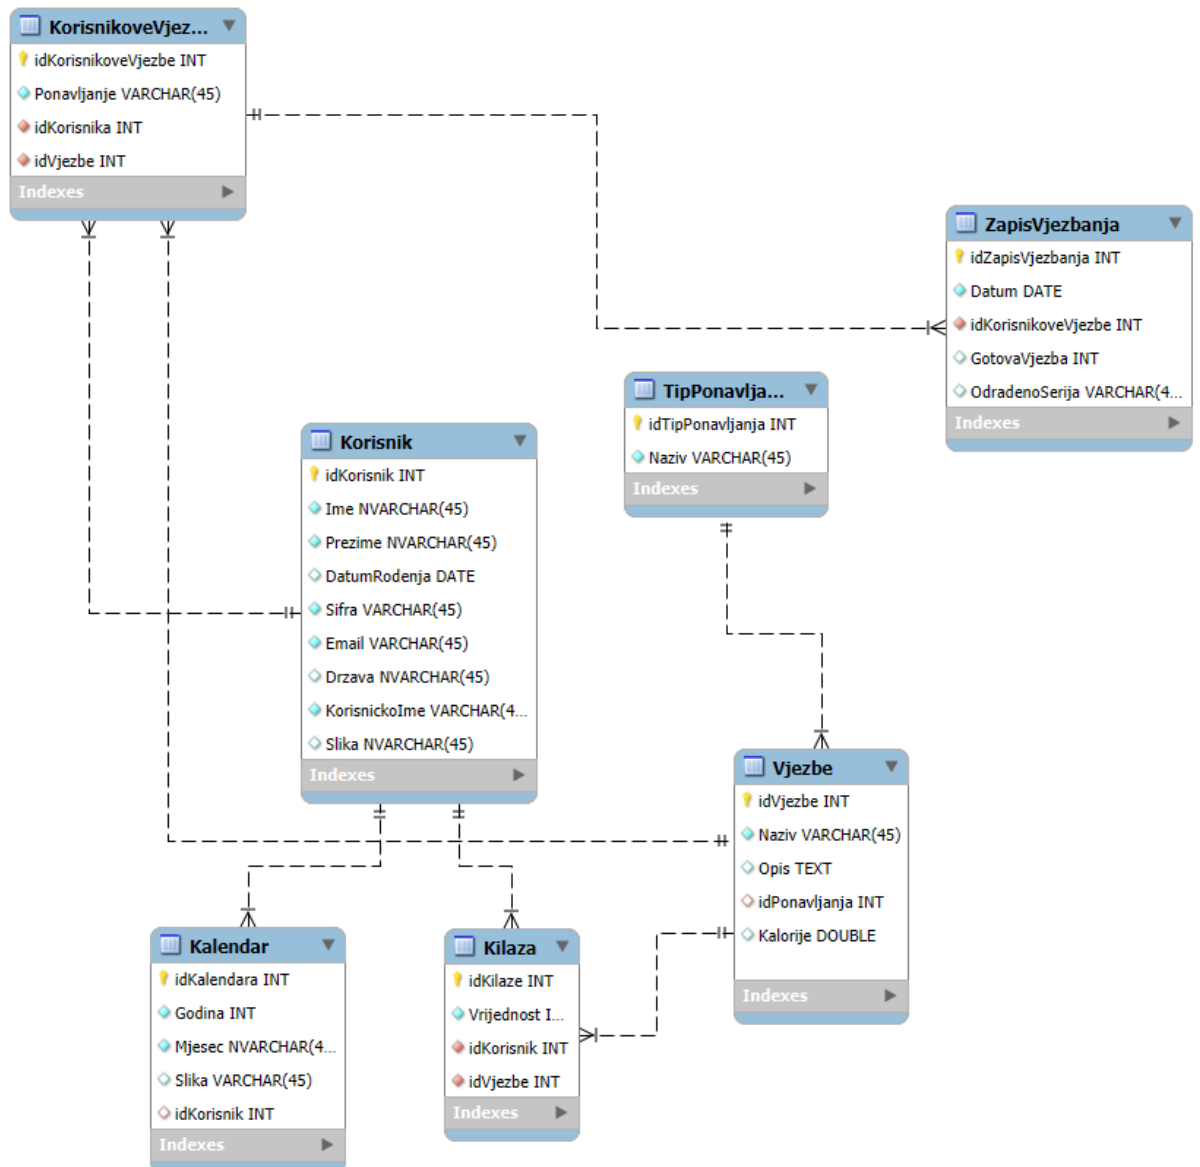 KorisnikoveVjez...
idKorisnikoveVjezbe INT
Ponavljanje VARCHAR(45)
idKorisnika INT
idVjezbe INT
Indexes
ZapisVjezbanja
idZapisVjezbanja INT
Datum DATE
idKorisnikoveVjezbe INT
GotovaVjezba INT
OdradenoSerija VARCHAR(4...
Indexes
TipPonavlja...
idTipPonavljanja INT
Naziv VARCHAR(45)
Indexes
Korisnik
idKorisnik INT
Ime NVARCHAR(45)
Prezime NVARCHAR(45)
DatumRodenja DATE
Sifra VARCHAR(45)
Email VARCHAR(45)
Drzava NVARCHAR(45)
KorisnickoIme VARCHAR(4...
Slika NVARCHAR(45)
Indexes
Vjezbe
idVjezbe INT
Naziv VARCHAR(45)
Opis TEXT
idPonavljanja INT
Kalorije DOUBLE
Indexes
Kalendar
idKalendara INT
Godina INT
Mjesec NVARCHAR(4...
Slika VARCHAR(45)
idKorisnik INT
Indexes
Kilaza
idKilaze INT
Vrijednost I...
idKorisnik INT
idVjezbe INT
Indexes